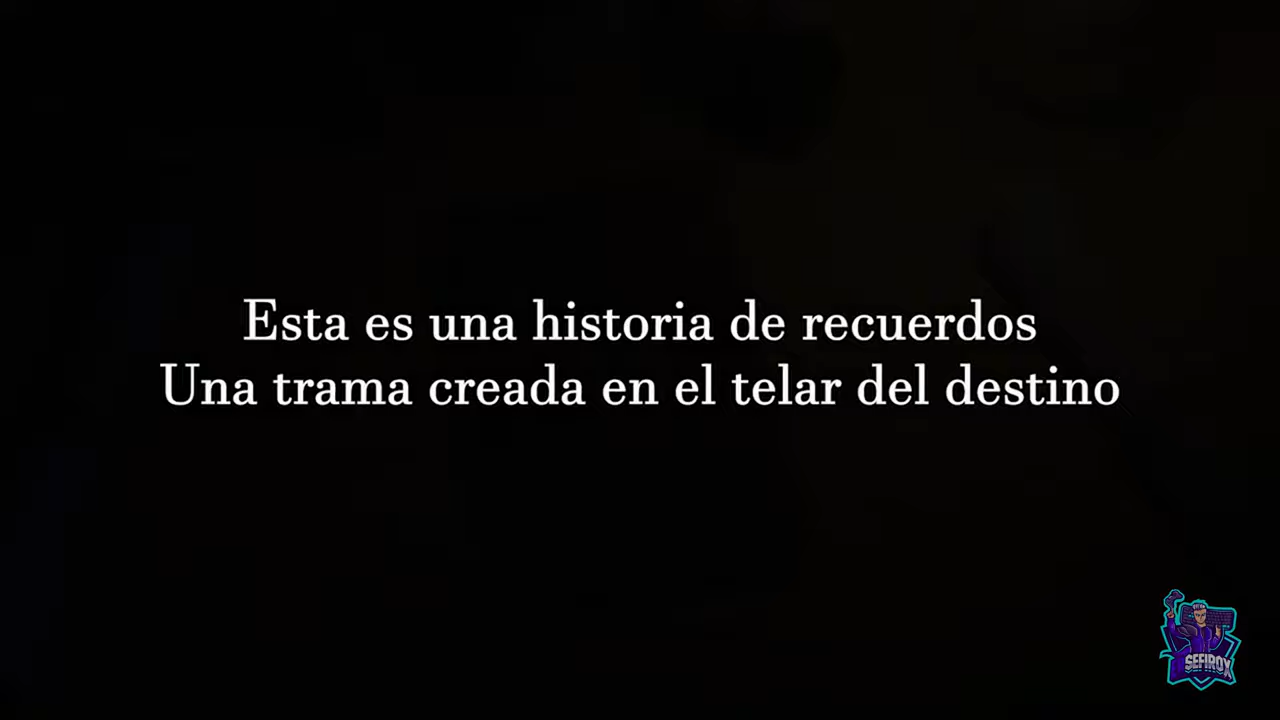 Esta es una historia de recuerdos
Una trama creada en el telar del destino
SEFIROX